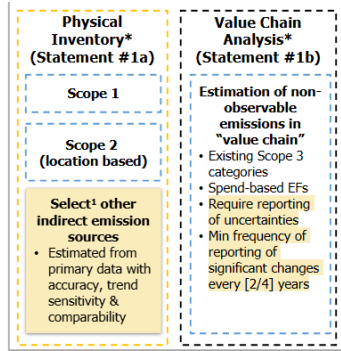 Physical
Inventory*
(Statement #1a)
Scope 1
Scope 2
(location based)
Select¹ other
indirect emission
sources
• Estimated from
primary data with
accuracy, trend
sensitivity &
comparability
Value Chain
Analysis*
(Statement #1b)
Estimation of non-
observable
emissions in
“value chain”
• Existing Scope 3
categories
• Spend-based EFs
• Require reporting
of uncertainties
• Min frequency of
reporting of
significant changes
every [2/4] years